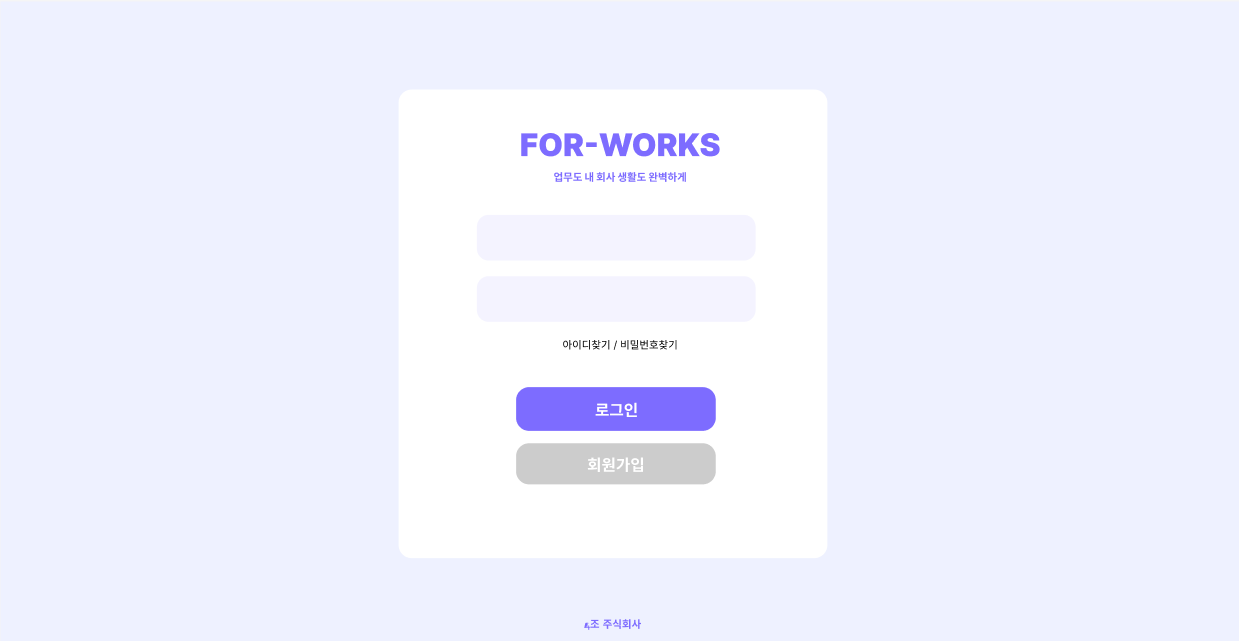 FOR-WORKS
업무도 내 회사 생활도 완벽하게
아이디찾기 / 비밀번호찾기
로그인
회원가입
4조 주식회사